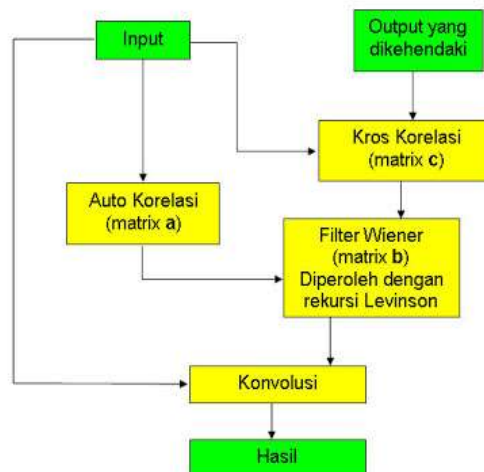 Input
Output yang
dikehendaki
Kros Korelasi
(matrix c)
Auto Korelasi
(matrix a)
Filter Wiener
(matrix b)
Diperoleh dengan
rekursi Levinson
Konvolusi
Hasil